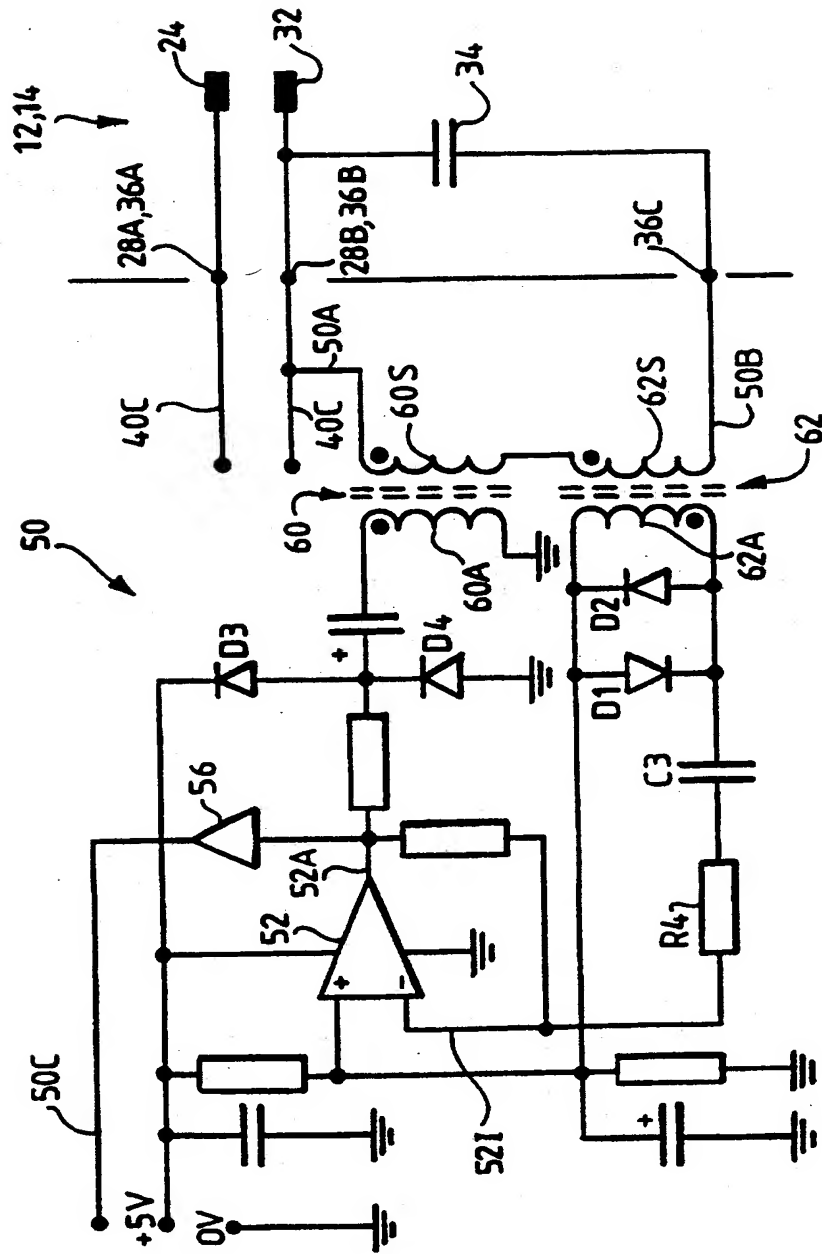 12,14
24
32
28A,36A
28B,36B
34
36C
40C
40C
50A
50B
50
60
60S
60A
62S
62
62A
D3
D4
D2
D1
C3
R4
56
52A
52
+
+
−
52I
50C
+5V
0V
+